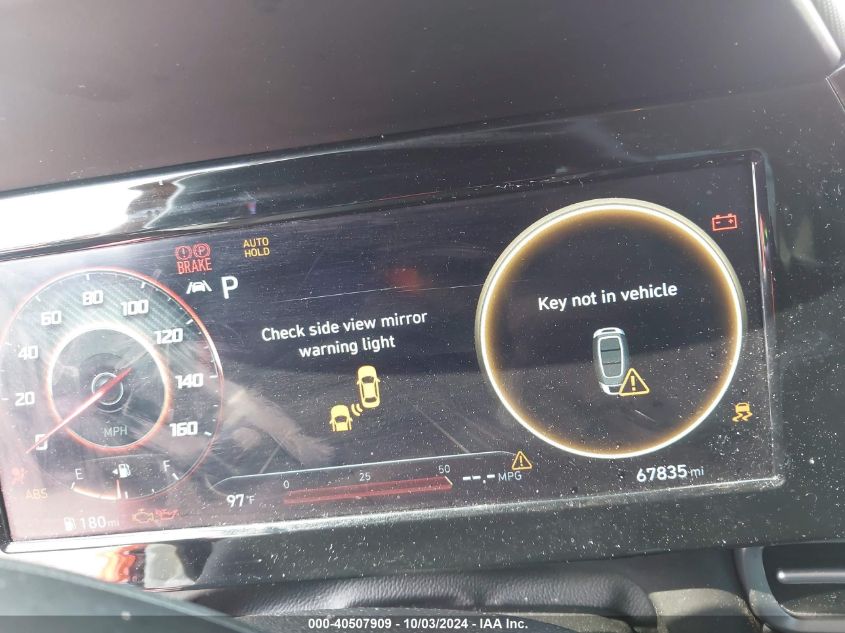 AUTO
HOLD
P
BRAKE
P
Check side view mirror
warning light
Key not in vehicle
20
40
60
80
100
120
140
160
0
MPH
E
F
ABS
180mi
97°F
0
25
50
--.- MPG
67835 mi
000-40507909 - 10/03/2024 - IAA Inc.